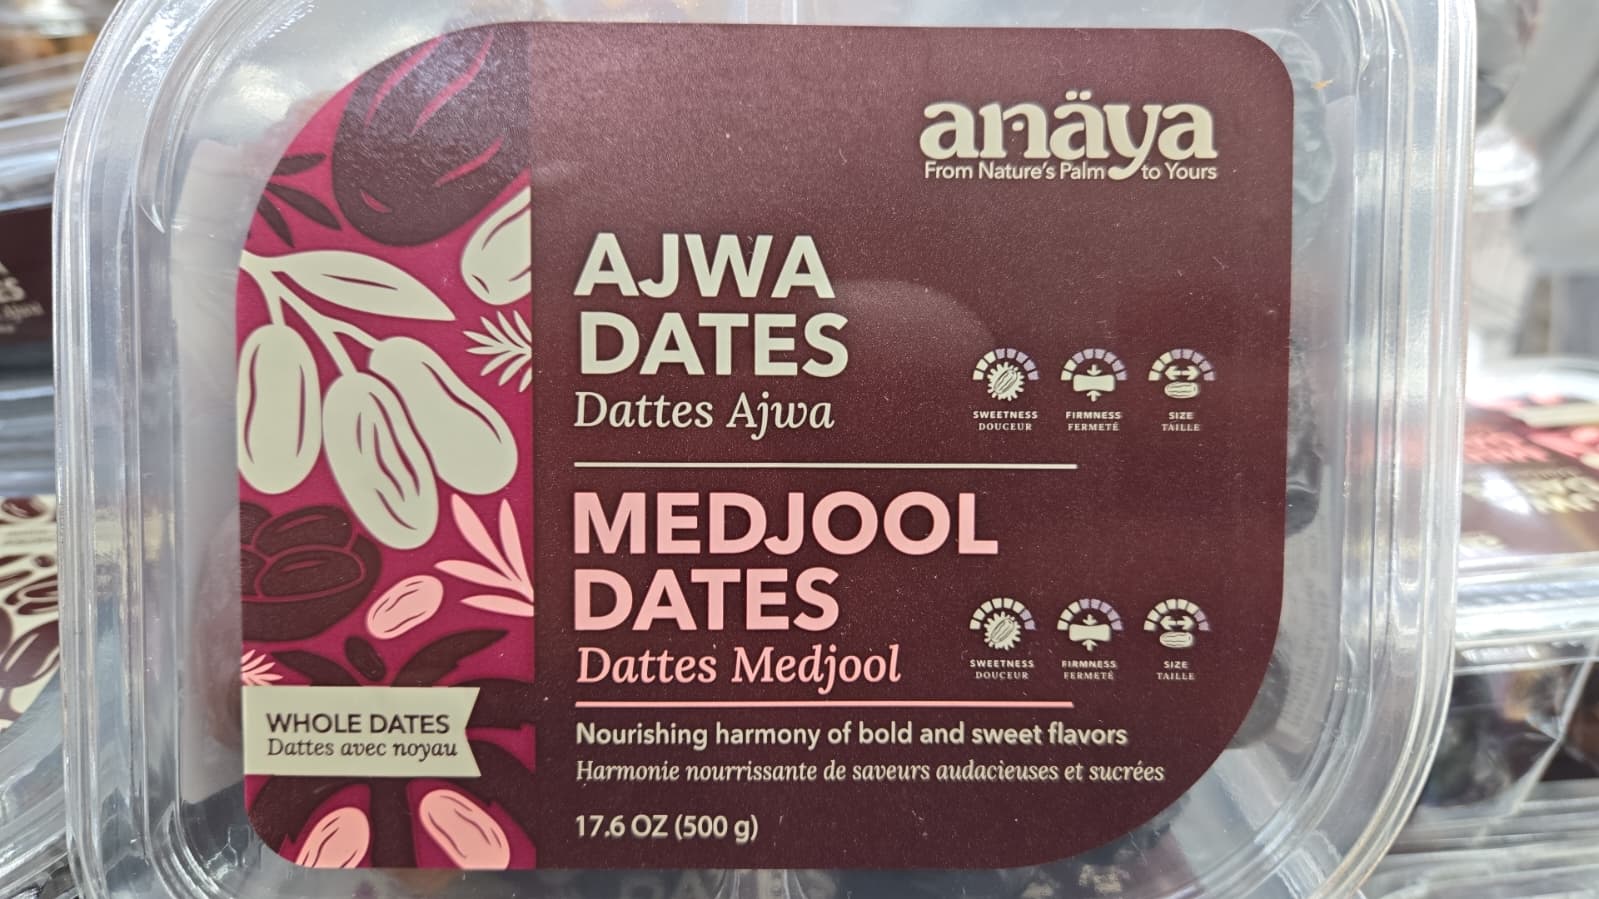 anäya
From Nature's Palm to Yours
AJWA
DATES
Dattes Ajwa
SWEETNESS
DOUCEUR
FIRMNESS
FERMETÉ
SIZE
TAILLE
MEDJOOL
DATES
Dattes Medjool
SWEETNESS
DOUCEUR
FIRMNESS
FERMETÉ
SIZE
TAILLE
WHOLE DATES
Dattes avec noyau
Nourishing harmony of bold and sweet flavors
Harmonie nourrissante de saveurs audacieuses et sucrées
17.6 OZ (500 g)